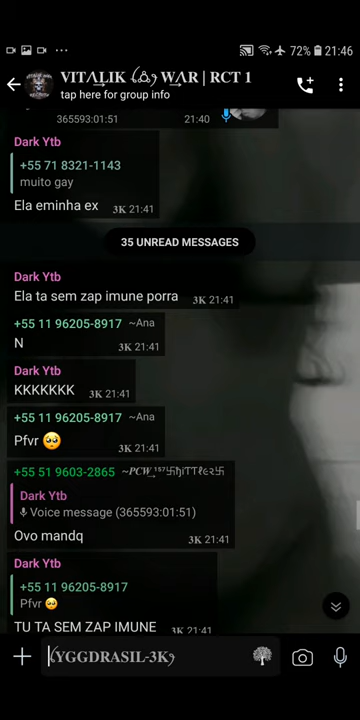 72% 21:46
VITΛLIK ༼ꦽ༽ WΛR | RCT 1
tap here for group info
365593:01:51 21:40
Dark Ytb
+55 71 8321-1143
muito gay
Ela eminha ex 3K 21:41
35 UNREAD MESSAGES
Dark Ytb
Ela ta sem zap imune porra 3K 21:41
+55 11 96205-8917 ~Ana
N 3K 21:41
Dark Ytb
KKKKKKK 3K 21:41
+55 11 96205-8917 ~Ana
Pfvr 🥺 3K 21:41
+55 51 9603-2865
Dark Ytb
Voice message (365593:01:51)
Ovo mandq 3K 21:41
Dark Ytb
+55 11 96205-8917
Pfvr 🥺
TU TA SEM ZAP IMUNE 3K 21:41
YGGDRASIL-3K